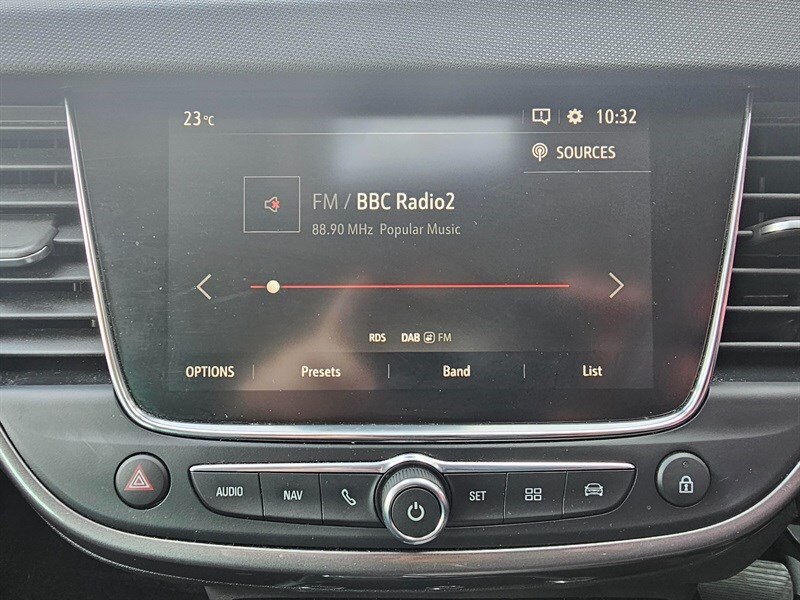 23°C 10:32
SOURCES
FM / BBC Radio2
88.90 MHz Popular Music
RDS DAB FM
OPTIONS Presets Band List
AUDIO NAV SET